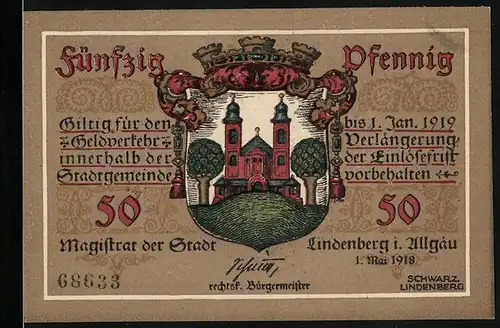 Fünfzig Pfennig
Giltig für den
Geldverkehr
innerhalb der
Stadtgemeinde
bis 1. Jan. 1919
Verlängerung
der Einlösefrist
vorbehalten
50 50
Magistrat der Stadt Lindenberg i. Allgäu
1. Mai 1918
rechtsk. Bürgermeister
68633
SCHWARZ
LINDENBERG